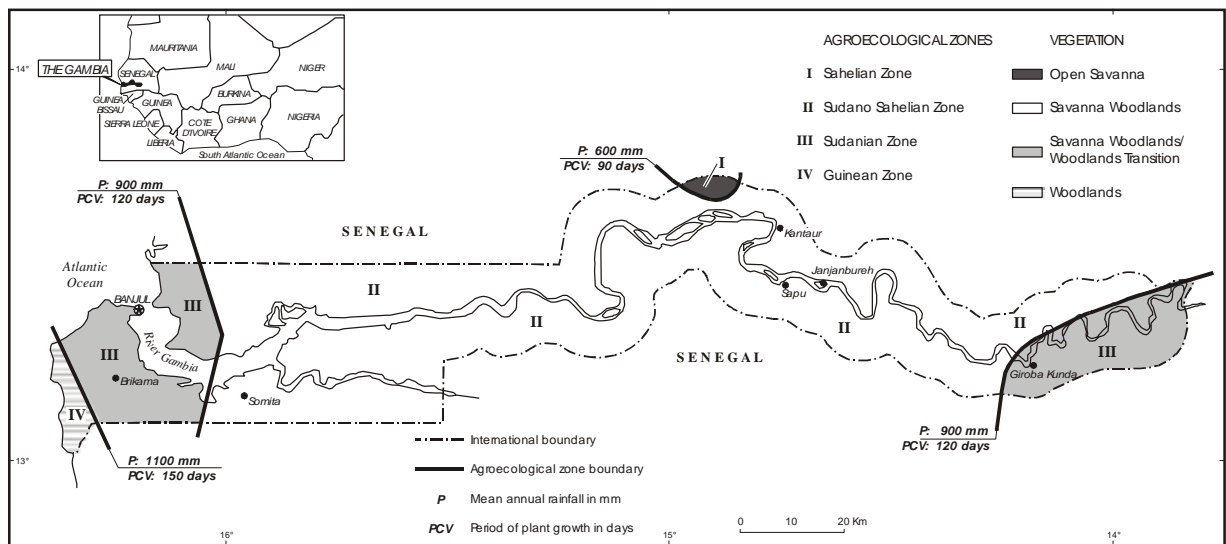 MAURITANIA
MALI
NIGER
THE GAMBIA
SENEGAL
GUINEA
BISSAU
GUINEA
BURKINA
SIERRA LEONE
COTE
D'IVOIRE
GHANA
NIGERIA
LIBERIA
South Atlantic Ocean
AGROECOLOGICAL ZONES
I Sahelian Zone
II Sudano Sahelian Zone
III Sudanian Zone
IV Guinean Zone
VEGETATION
Open Savanna
Savanna Woodlands
Savanna Woodlands/
Woodlands Transition
Woodlands
14°
14°
13°
13°
P: 900 mm
PCV: 120 days
P: 600 mm
PCV: 90 days
I
SENEGAL
Kantaur
Atlantic
Ocean
BANJUL
III
II
Janjanbureh
Sapu
II
II
II
III
River Gambia
III
SENEGAL
Giroba Kunda
Brikama
Somita
IV
P: 1100 mm
PCV: 150 days
P: 900 mm
PCV: 120 days
International boundary
Agroecological zone boundary
P Mean annual rainfall in mm
PCV Period of plant growth in days
0 10 20 Km
16° 15° 14°